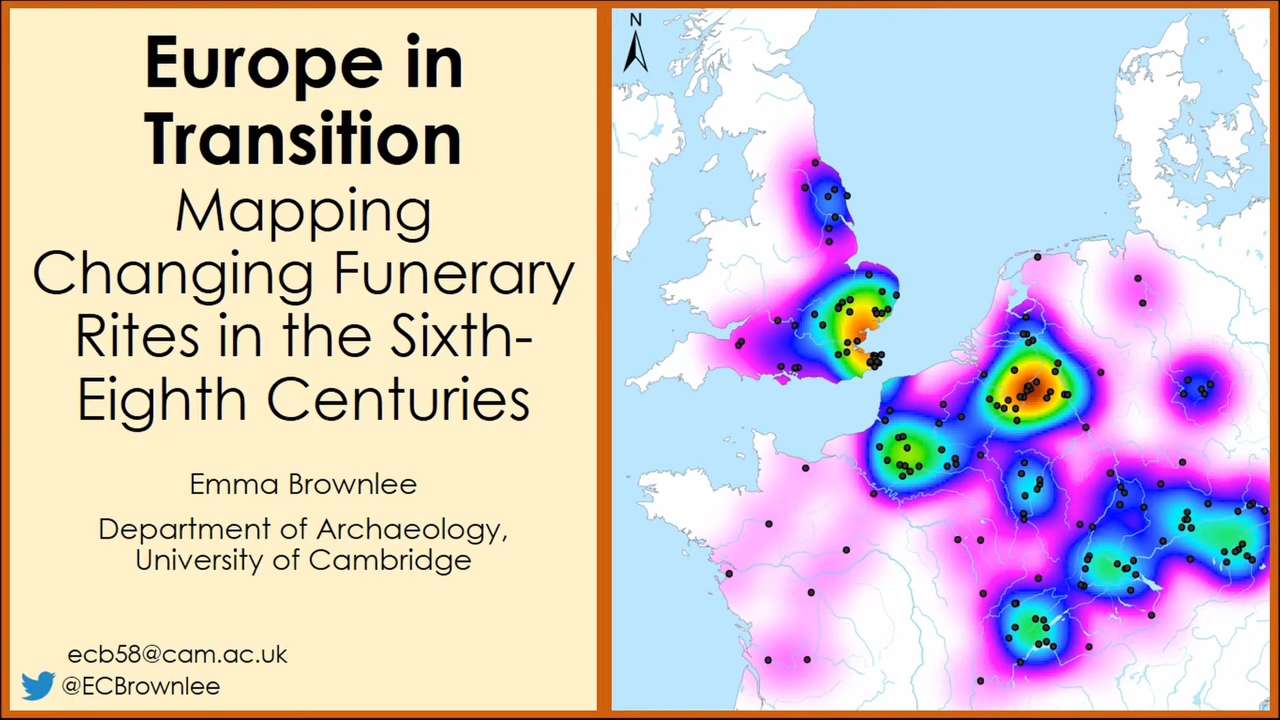 Europe in
Transition
Mapping
Changing Funerary
Rites in the Sixth-
Eighth Centuries
Emma Brownlee
Department of Archaeology,
University of Cambridge
ecb58@cam.ac.uk
@ECBrownlee
N